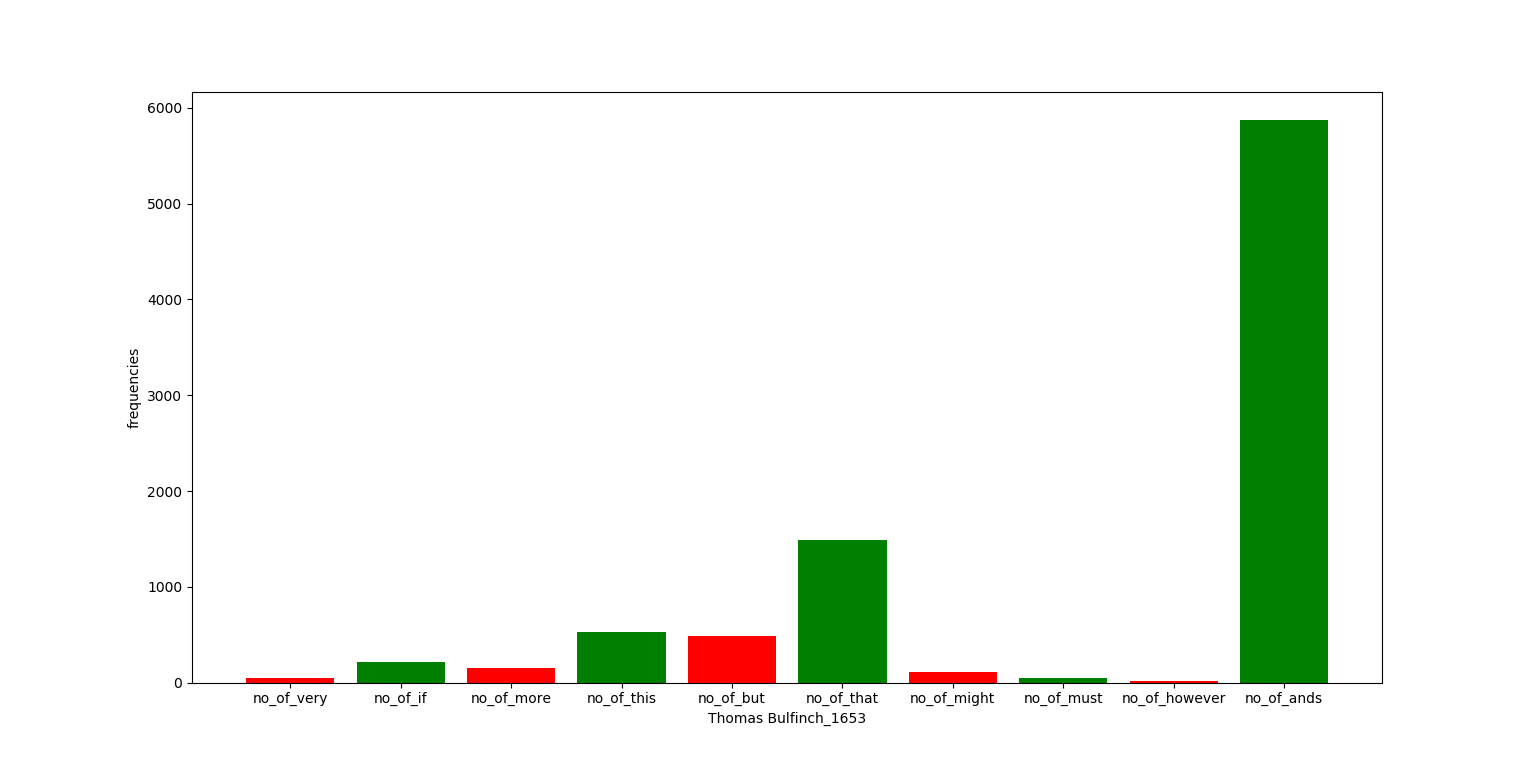 6000
5000
4000
3000
2000
1000
0
frequencies
no_of_very no_of_if no_of_more no_of_this no_of_but no_of_that no_of_might no_of_must no_of_however no_of_ands
Thomas Bulfinch_1653